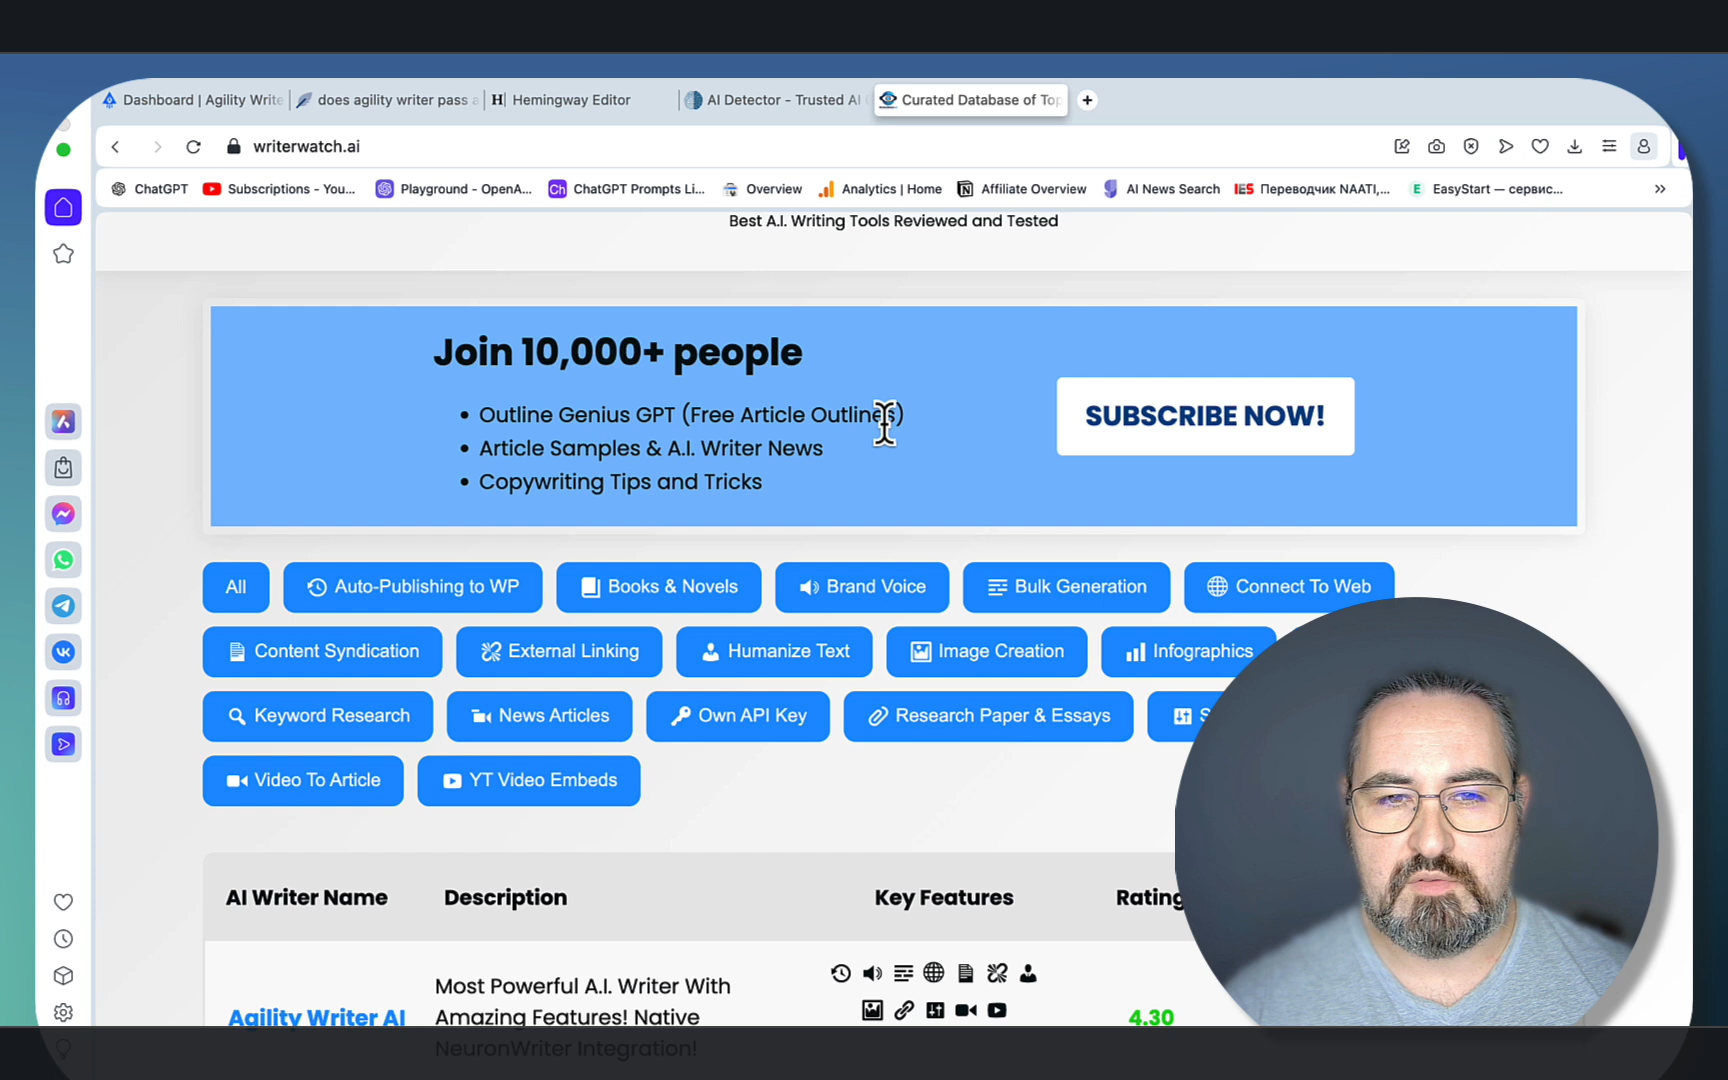 Dashboard | Agility Write
does agility writer pass a
Hemingway Editor
AI Detector - Trusted AI
Curated Database of Top
writerwatch.ai
ChatGPT
Subscriptions - You...
Playground - OpenA...
Ch
ChatGPT Prompts Li...
Overview
Analytics | Home
Affiliate Overview
AI News Search
IES
Переводчик NAATI,...
E
EasyStart — сервис...
Best A.I. Writing Tools Reviewed and Tested
Join 10,000+ people
• Outline Genius GPT (Free Article Outlines)
• Article Samples & A.I. Writer News
• Copywriting Tips and Tricks
SUBSCRIBE NOW!
All
Auto-Publishing to WP
Books & Novels
Brand Voice
Bulk Generation
Connect To Web
Content Syndication
External Linking
Humanize Text
Image Creation
Infographics
Keyword Research
News Articles
Own API Key
Research Paper & Essays
S
Video To Article
YT Video Embeds
AI Writer Name
Description
Key Features
Rating
Agility Writer AI
Most Powerful A.I. Writer With
Amazing Features! Native
NeuronWriter Integration!
4.30